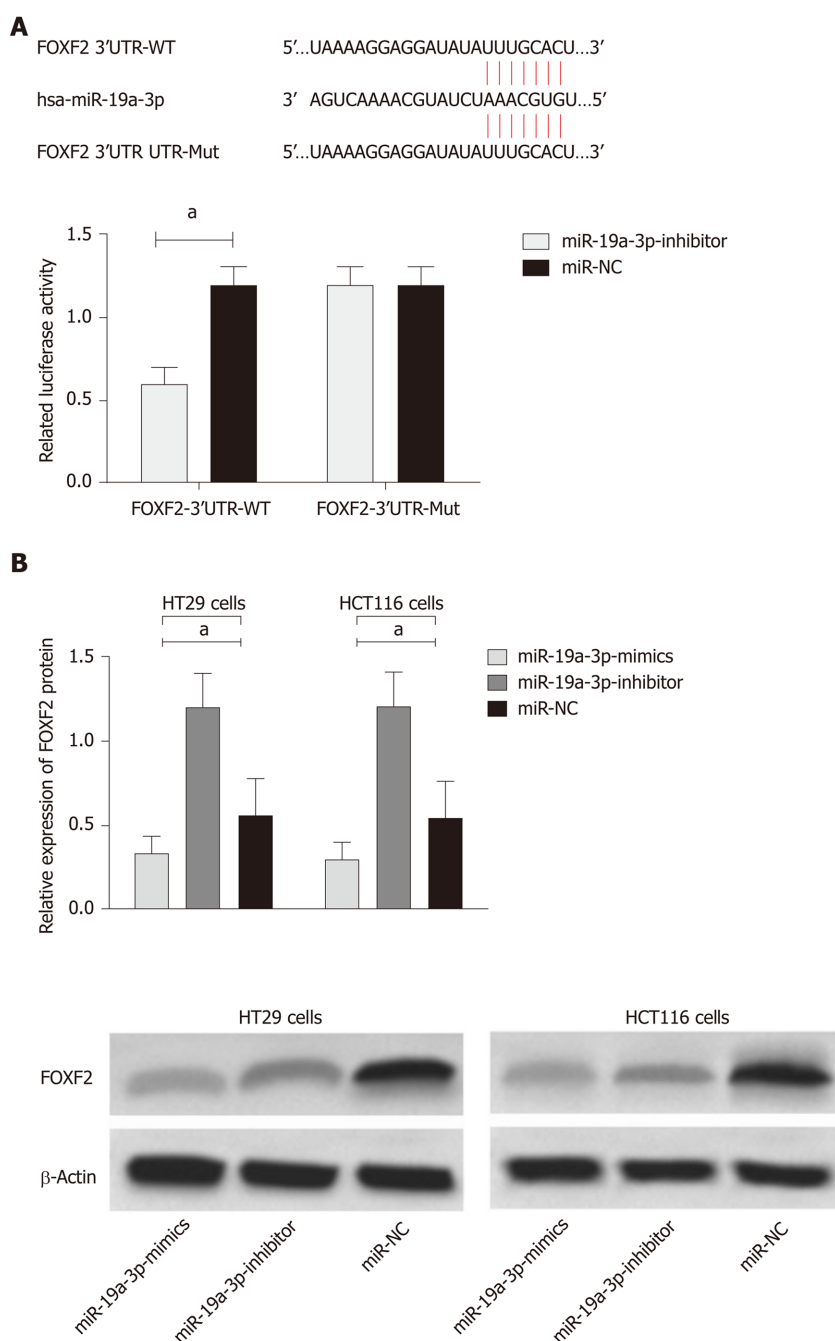 A
FOXF2 3′UTR-WT 5′...UAAAAGGAGGAUAUAUUUGCACU...3′
hsa-miR-19a-3p 3′ AGUCAAAACGUAUCUAAACGUGU...5′
FOXF2 3′UTR UTR-Mut 5′...UAAAAGGAGGAUAUAUUUGCACU...3′
a
1.5
1.0
0.5
0.0
Related luciferase activity
miR-19a-3p-inhibitor
miR-NC
FOXF2-3′UTR-WT FOXF2-3′UTR-Mut
B
HT29 cells HCT116 cells
a a
1.5
1.0
0.5
0.0
Relative expression of FOXF2 protein
miR-19a-3p-mimics
miR-19a-3p-inhibitor
miR-NC
HT29 cells HCT116 cells
FOXF2
β-Actin
miR-19a-3p-mimics miR-19a-3p-inhibitor miR-NC miR-19a-3p-mimics miR-19a-3p-inhibitor miR-NC